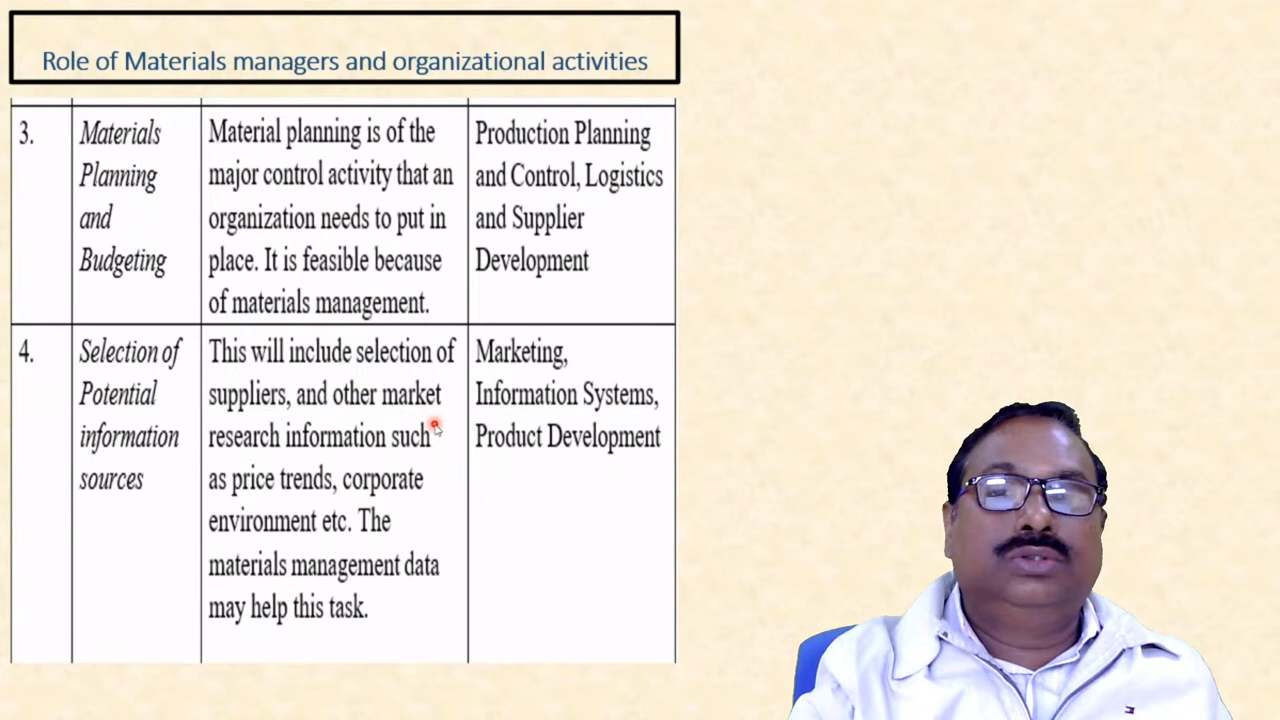 Role of Materials managers and organizational activities
3.
Materials
Planning
and
Budgeting
Material planning is of the
major control activity that an
organization needs to put in
place. It is feasible because
of materials management.
Production Planning
and Control, Logistics
and Supplier
Development
4.
Selection of
Potential
information
sources
This will include selection of
suppliers, and other market
research information such
as price trends, corporate
environment etc. The
materials management data
may help this task.
Marketing,
Information Systems,
Product Development